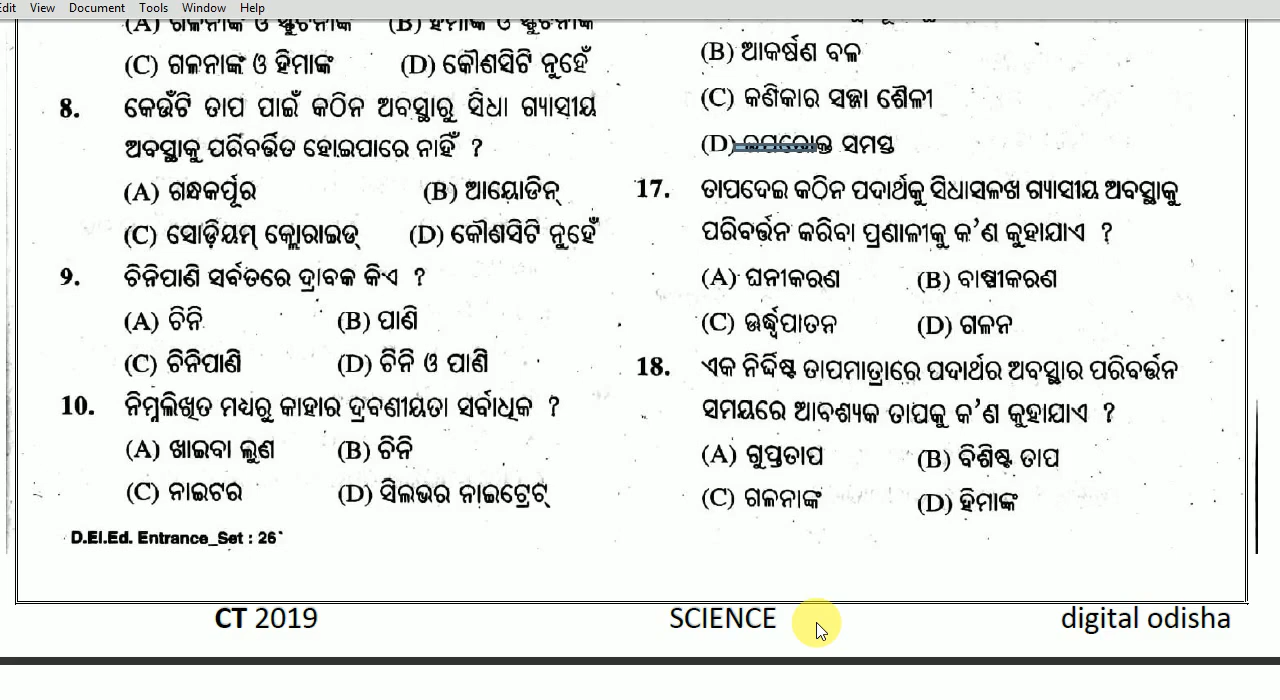 Edit View Document Tools Window Help
(C) ଗଳନାଙ୍କ ଓ ହିମାଙ୍କ (D) କୌଣସିଟି ନୁହେଁ
8. କେଉଁଟି ତାପ ପାଇଁ କଠିନ ଅବସ୍ଥାରୁ ସିଧା ଗ୍ୟାସୀୟ
ଅବସ୍ଥାକୁ ପରିବର୍ତ୍ତିତ ହୋଇପାରେ ନାହିଁ ?
(A) ଗନ୍ଧକର୍ପୂର (B) ଆୟୋଡିନ୍
(C) ସୋଡ଼ିୟମ୍ କ୍ଲୋରାଇଡ୍ (D) କୌଣସିଟି ନୁହେଁ
9. ଚିନିପାଣି ସର୍ବତରେ ଦ୍ରାବକ କିଏ ?
(A) ଚିନି (B) ପାଣି
(C) ଚିନିପାଣି (D) ଚିନି ଓ ପାଣି
10. ନିମ୍ନଲିଖିତ ମଧ୍ୟରୁ କାହାର ଦ୍ରବଣୀୟତା ସର୍ବାଧିକ ?
(A) ଖାଇବା ଲୁଣ (B) ଚିନି
(C) ନାଇଟର (D) ସିଲଭର ନାଇଟ୍ରେଟ୍
D.El.Ed. Entrance_Set : 26
(B) ଆକର୍ଷଣ ବଳ
(C) କଣିକାର ସଜ୍ଜା ଶୈଳୀ
(D) ଉପରୋକ୍ତ ସମସ୍ତ
17. ତାପଦେଇ କଠିନ ପଦାର୍ଥକୁ ସିଧାସଳଖ ଗ୍ୟାସୀୟ ଅବସ୍ଥାକୁ
ପରିବର୍ତ୍ତନ କରିବା ପ୍ରଣାଳୀକୁ କ'ଣ କୁହାଯାଏ ?
(A) ଘନୀକରଣ (B) ବାଷ୍ପୀକରଣ
(C) ଊର୍ଦ୍ଧ୍ୱପାତନ (D) ଗଳନ
18. ଏକ ନିର୍ଦ୍ଦିଷ୍ଟ ତାପମାତ୍ରାରେ ପଦାର୍ଥର ଅବସ୍ଥାର ପରିବର୍ତ୍ତନ
ସମୟରେ ଆବଶ୍ୟକ ତାପକୁ କ'ଣ କୁହାଯାଏ ?
(A) ଗୁପ୍ତତାପ (B) ବିଶିଷ୍ଟ ତାପ
(C) ଗଳନାଙ୍କ (D) ହିମାଙ୍କ
CT 2019 SCIENCE digital odisha